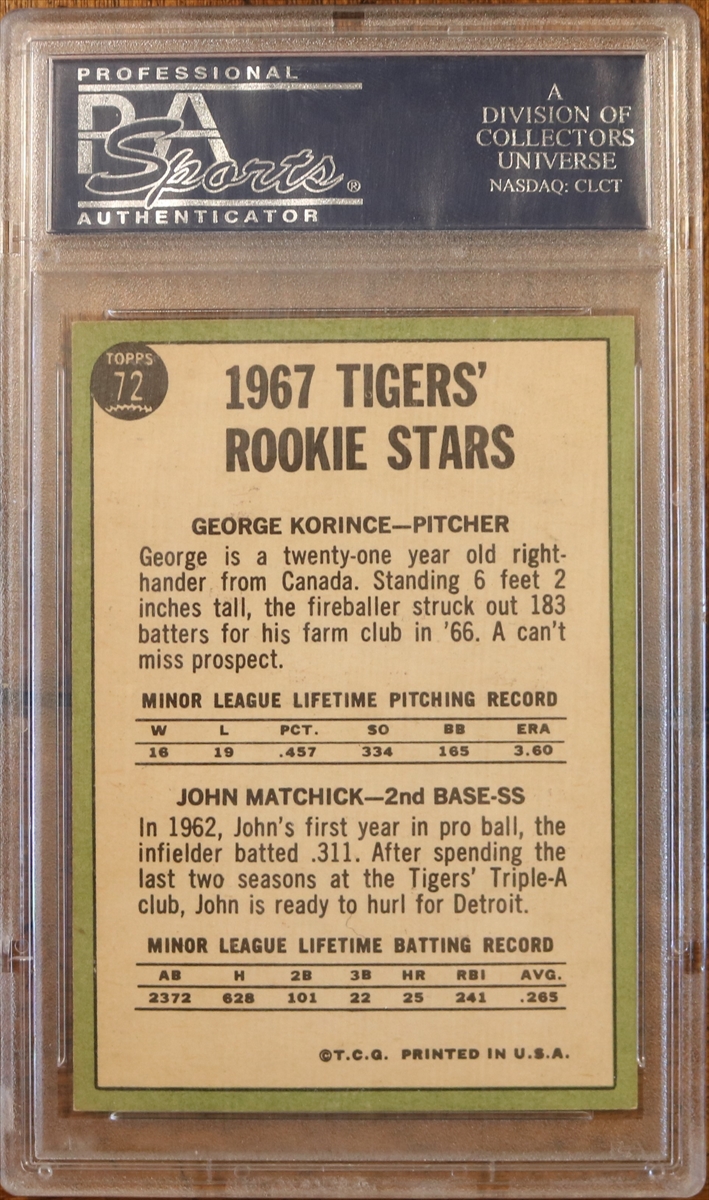 PROFESSIONAL
PSA
Sports®
AUTHENTICATOR
A
DIVISION OF
COLLECTORS
UNIVERSE
NASDAQ: CLCT
TOPPS
72
1967 TIGERS'
ROOKIE STARS
GEORGE KORINCE—PITCHER
George is a twenty-one year old right-
hander from Canada. Standing 6 feet 2
inches tall, the fireballer struck out 183
batters for his farm club in '66. A can't
miss prospect.
MINOR LEAGUE LIFETIME PITCHING RECORD
W L PCT. SO BB ERA
16 19 .457 334 165 3.60
JOHN MATCHICK—2nd BASE-SS
In 1962, John's first year in pro ball, the
infielder batted .311. After spending the
last two seasons at the Tigers' Triple-A
club, John is ready to hurl for Detroit.
MINOR LEAGUE LIFETIME BATTING RECORD
AB H 2B 3B HR RBI AVG.
2372 628 101 22 25 241 .265
©T.C.G. PRINTED IN U.S.A.